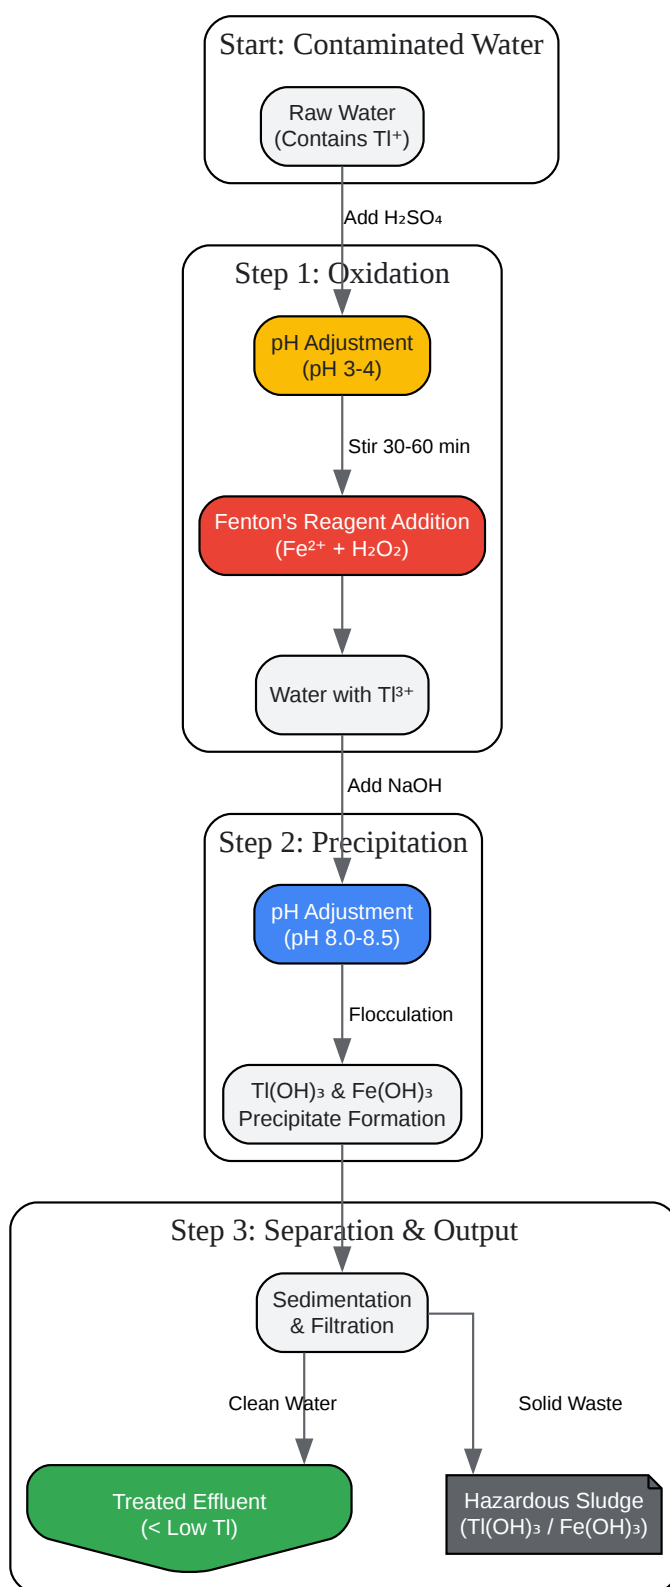 Start: Contaminated Water
Raw Water
(Contains Tl⁺)
Add H₂SO₄
Step 1: Oxidation
pH Adjustment
(pH 3-4)
Stir 30-60 min
Fenton's Reagent Addition
(Fe²⁺ + H₂O₂)
Water with Tl³⁺
Add NaOH
Step 2: Precipitation
pH Adjustment
(pH 8.0-8.5)
Flocculation
Tl(OH)₃ & Fe(OH)₃
Precipitate Formation
Step 3: Separation & Output
Sedimentation
& Filtration
Clean Water
Solid Waste
Treated Effluent
(< Low Tl)
Hazardous Sludge
(Tl(OH)₃ / Fe(OH)₃)